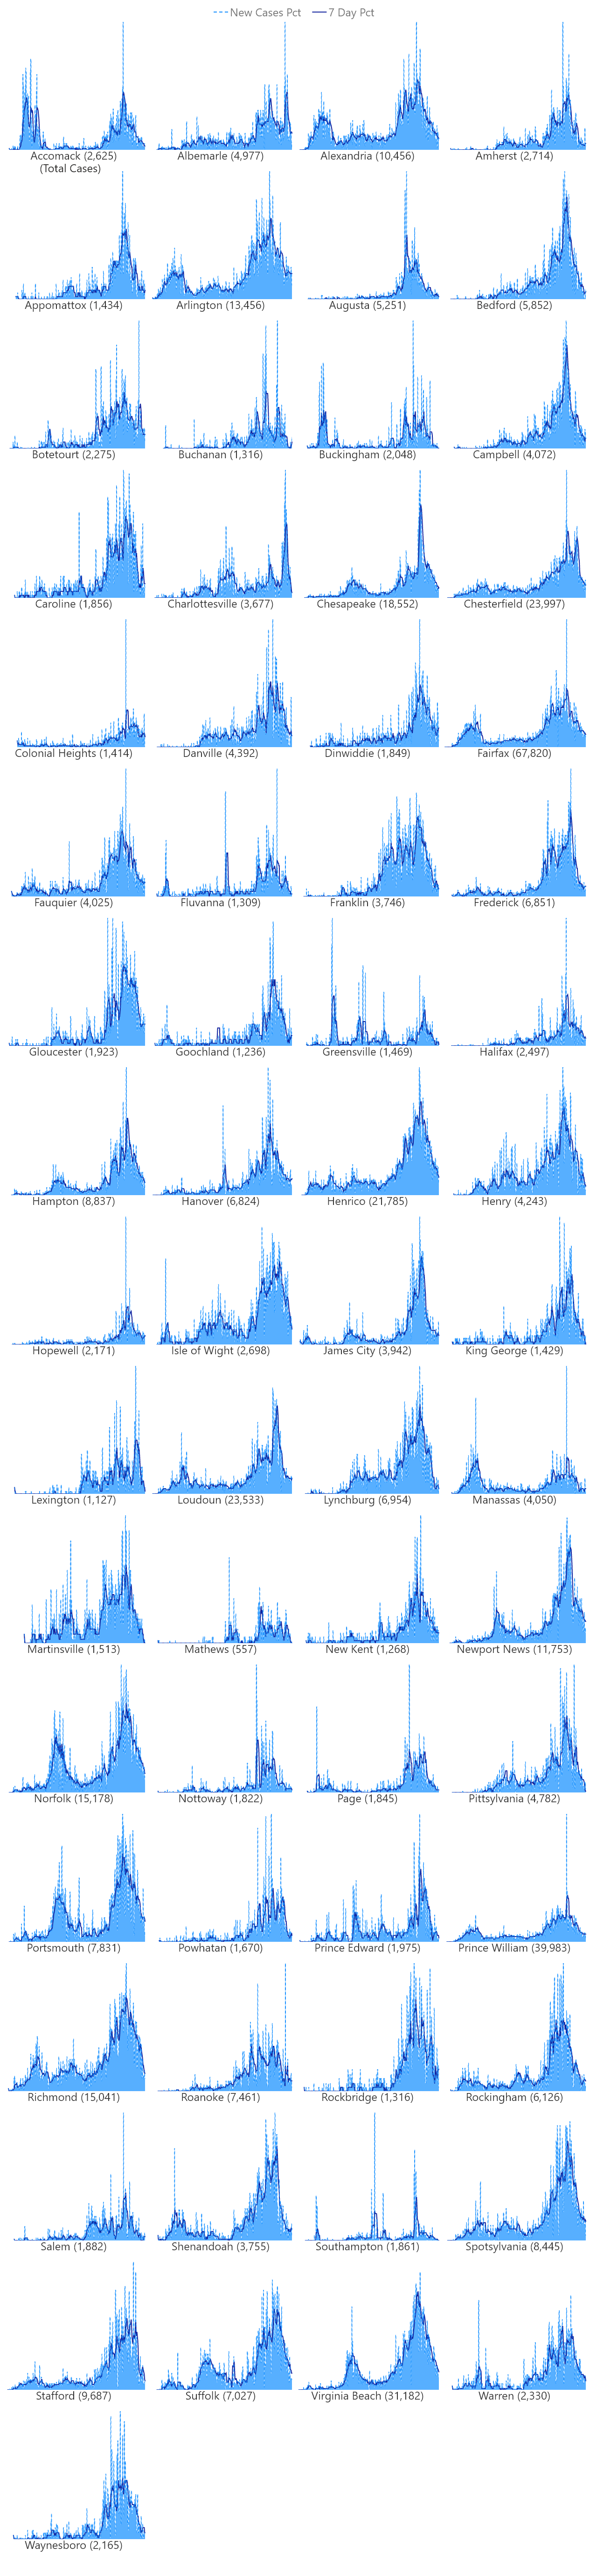 New Cases Pct 7 Day Pct
Accomack (2,625)
(Total Cases)
Albemarle (4,977)
Alexandria (10,456)
Amherst (2,714)
Appomattox (1,434)
Arlington (13,456)
Augusta (5,251)
Bedford (5,852)
Botetourt (2,275)
Buchanan (1,316)
Buckingham (2,048)
Campbell (4,072)
Caroline (1,856)
Charlottesville (3,677)
Chesapeake (18,552)
Chesterfield (23,997)
Colonial Heights (1,414)
Danville (4,392)
Dinwiddie (1,849)
Fairfax (67,820)
Fauquier (4,025)
Fluvanna (1,309)
Franklin (3,746)
Frederick (6,851)
Gloucester (1,923)
Goochland (1,236)
Greensville (1,469)
Halifax (2,497)
Hampton (8,837)
Hanover (6,824)
Henrico (21,785)
Henry (4,243)
Hopewell (2,171)
Isle of Wight (2,698)
James City (3,942)
King George (1,429)
Lexington (1,127)
Loudoun (23,533)
Lynchburg (6,954)
Manassas (4,050)
Martinsville (1,513)
Mathews (557)
New Kent (1,268)
Newport News (11,753)
Norfolk (15,178)
Nottoway (1,822)
Page (1,845)
Pittsylvania (4,782)
Portsmouth (7,831)
Powhatan (1,670)
Prince Edward (1,975)
Prince William (39,983)
Richmond (15,041)
Roanoke (7,461)
Rockbridge (1,316)
Rockingham (6,126)
Salem (1,882)
Shenandoah (3,755)
Southampton (1,861)
Spotsylvania (8,445)
Stafford (9,687)
Suffolk (7,027)
Virginia Beach (31,182)
Warren (2,330)
Waynesboro (2,165)